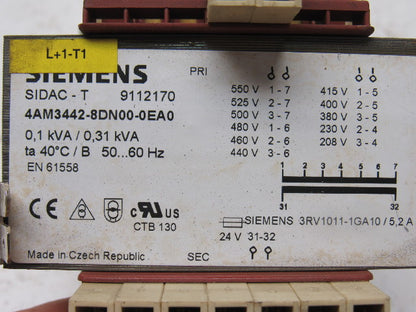 L+1-T1
SIEMENS
PRI
SIDAC - T 9112170
4AM3442-8DN00-0EA0
0,1 kVA / 0,31 kVA
ta 40°C / B 50...60 Hz
EN 61558
550 V 1 - 7
525 V 2 - 7
500 V 3 - 7
480 V 1 - 6
460 V 2 - 6
440 V 3 - 6
415 V 1 - 5
400 V 2 - 5
380 V 3 - 5
230 V 2 - 4
208 V 3 - 4
1 2 3 4 5 6 7
31 32
CE
c UL US
CTB 130
SIEMENS 3RV1011-1GA10 / 5,2 A
24 V 31-32
Made in Czech Republic
SEC